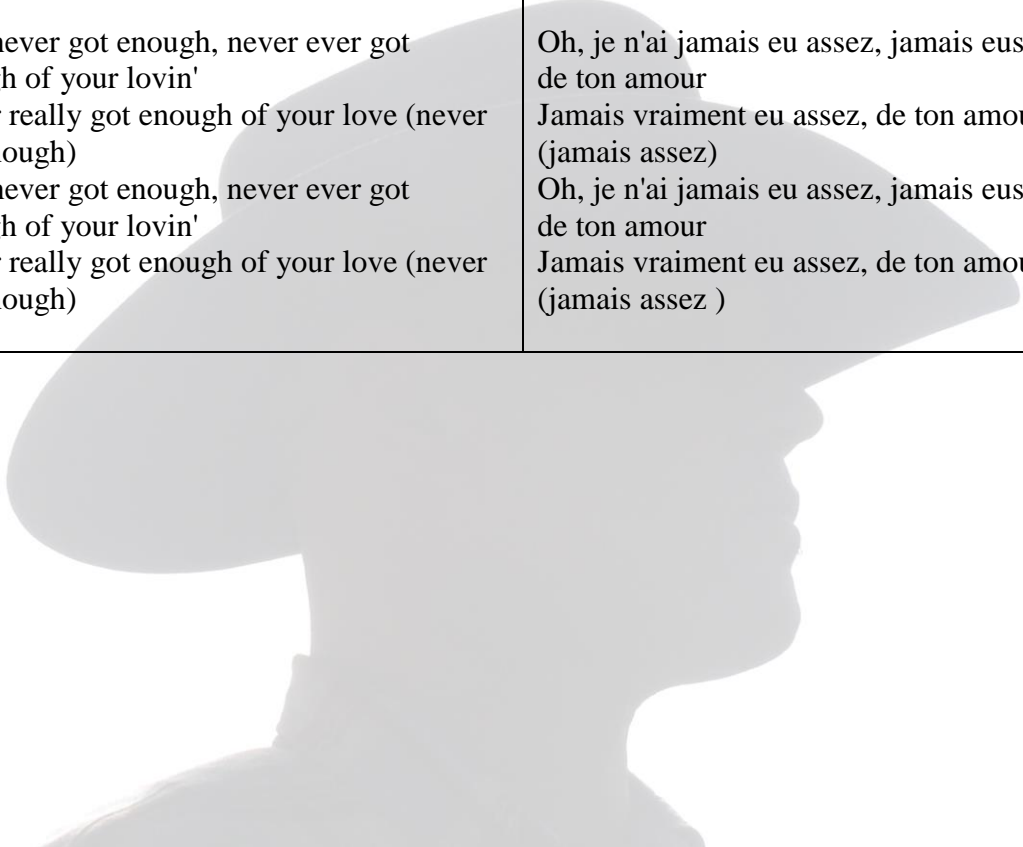 never got enough, never ever got
of your lovin'
really got enough of your love (never
Oh, je n'ai jamais eu assez, jamais eus
de ton amour
Jamais vraiment eu assez, de ton
(jamais assez)
never got enough, never ever got
of your lovin'
really got enough of your love (never
Oh, je n'ai jamais eu assez, jamais eus
de ton amour
Jamais vraiment eu assez, de ton
(jamais assez )